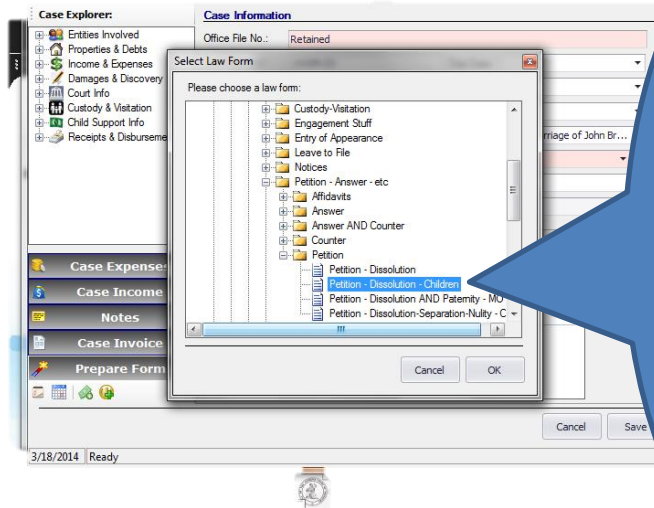 Case Explorer:
Case Information
Entities Involved
Properties & Debts
Income & Expenses
Damages & Discovery
Court Info
Custody & Visitation
Child Support Info
Receipts & Disburseme
Office File No.:
Retained
rriage of John Br...
Select Law Form
Please choose a law form:
Custody-Visitation
Engagement Stuff
Entry of Appearance
Leave to File
Notices
Petition - Answer - etc
Affidavits
Answer
Answer AND Counter
Counter
Petition
Petition - Dissolution
Petition - Dissolution - Children
Petition - Dissolution AND Paternity - MO
Petition - Dissolution-Separation-Nulity - C
Cancel
OK
Case Expense
Case Income
Notes
Case Invoice
Prepare Form
Cancel
Save
3/18/2014
Ready